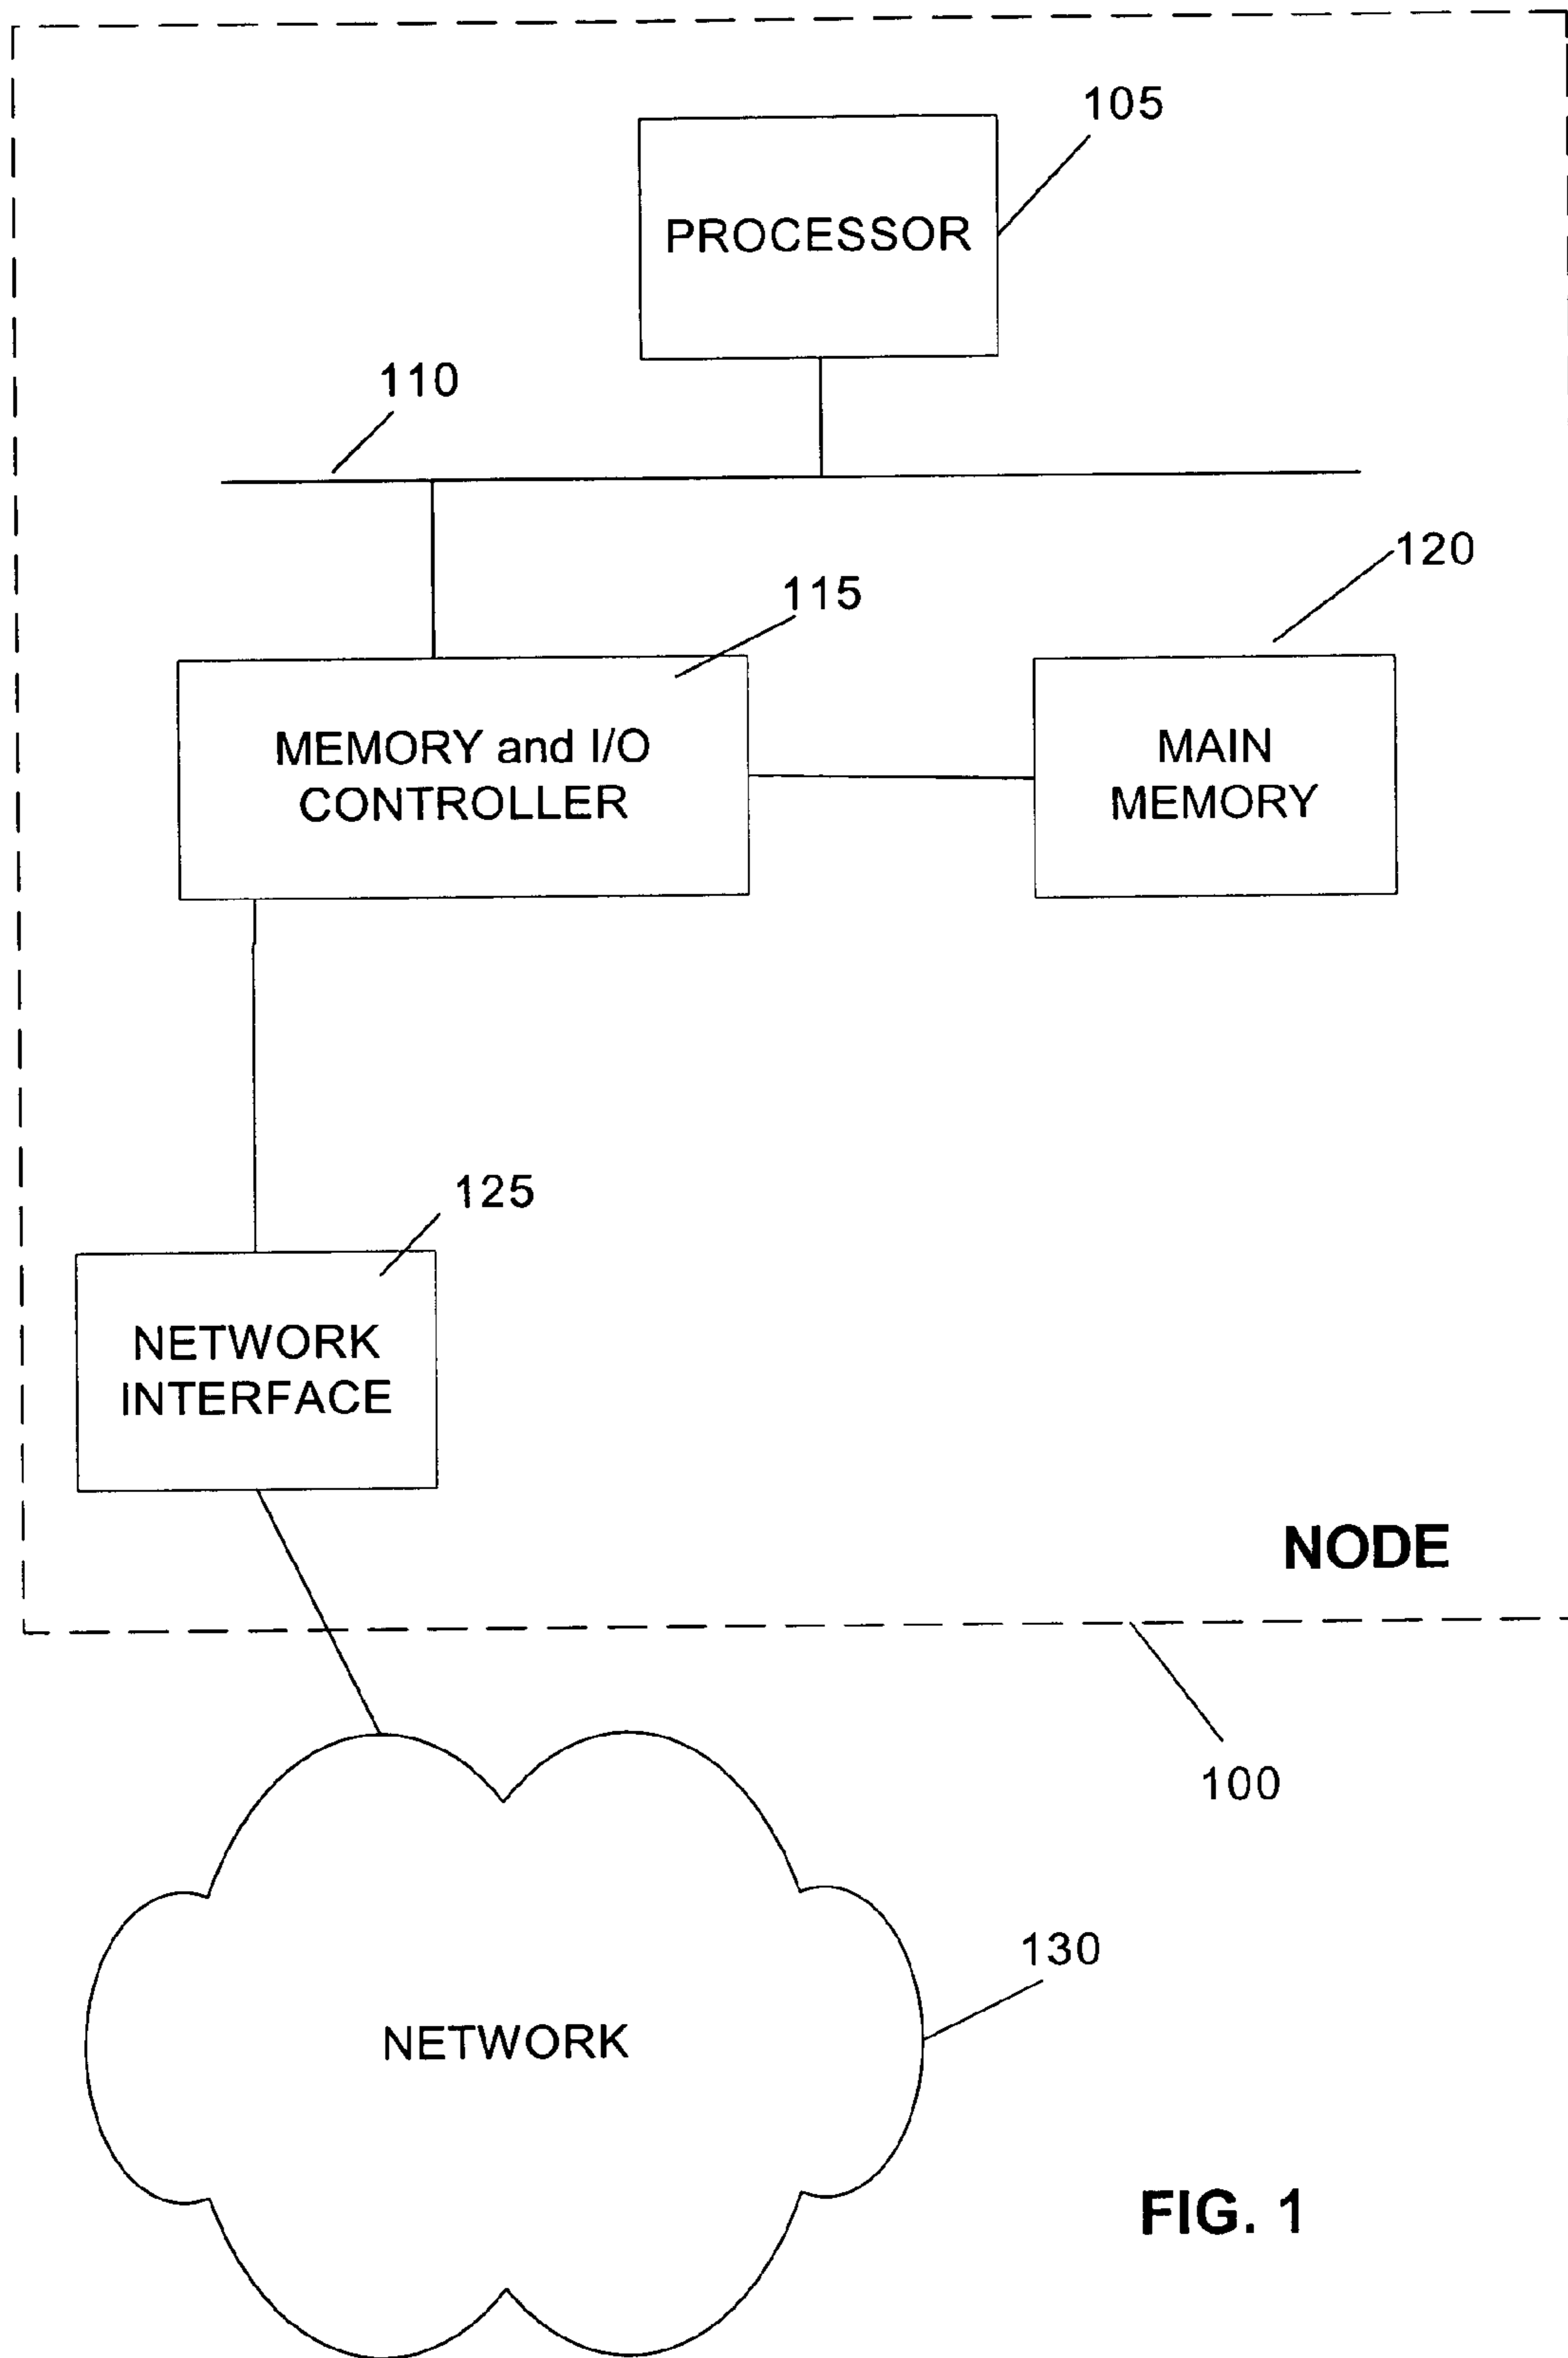 105
PROCESSOR
110
120
115
MEMORY and I/O
CONTROLLER
MAIN
MEMORY
125
NETWORK
INTERFACE
NODE
100
130
NETWORK
FIG. 1